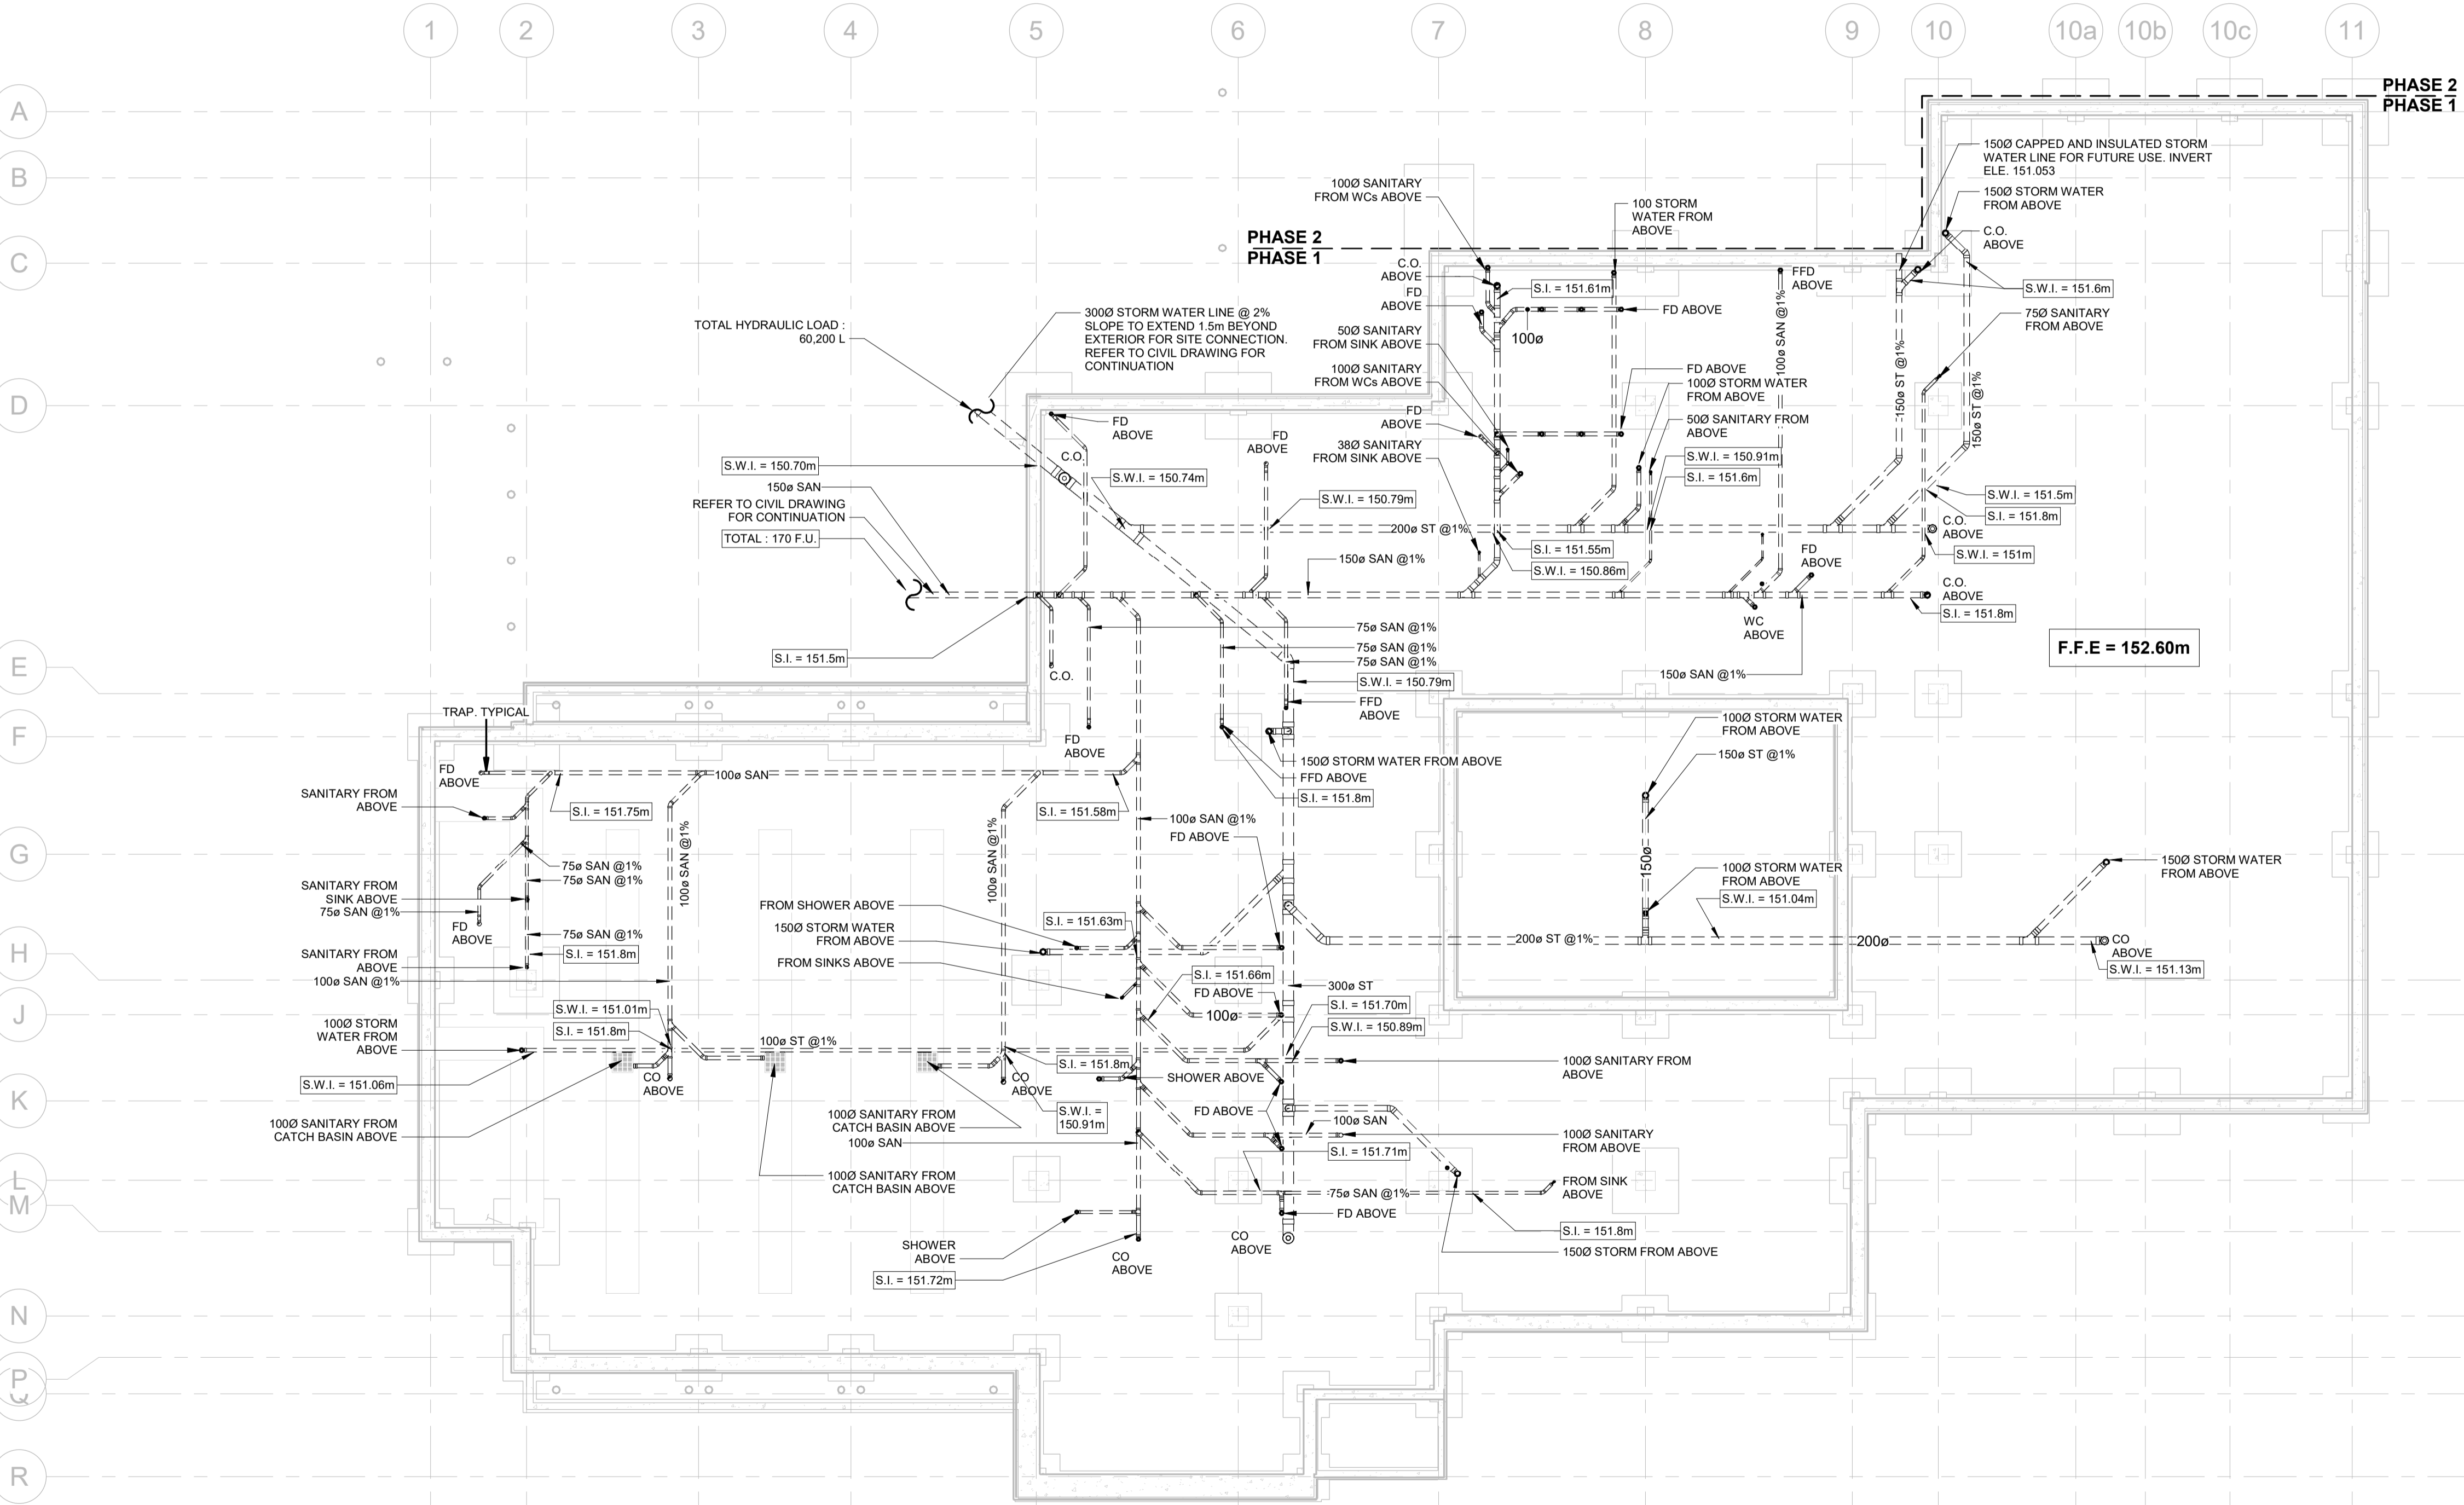 1
2
3
4
5
6
7
8
9
10
10a
10b
10c
11
A
B
C
D
E
F
G
H
J
K
L
M
N
P
Q
R
PHASE 2
PHASE 1
PHASE 2
PHASE 1
150Ø CAPPED AND INSULATED STORM
WATER LINE FOR FUTURE USE. INVERT
ELE. 151.053
150Ø STORM WATER
FROM ABOVE
C.O.
ABOVE
S.W.I. = 151.6m
75Ø SANITARY
FROM ABOVE
100Ø SANITARY
FROM WCs ABOVE
100 STORM
WATER FROM
ABOVE
C.O.
ABOVE
FD
ABOVE
S.I. = 151.61m
FD ABOVE
100ø
FFD
ABOVE
100ø SAN @1%
150ø ST @1%
150ø ST @1%
50Ø SANITARY
FROM SINK ABOVE
100Ø SANITARY
FROM WCs ABOVE
FD
ABOVE
38Ø SANITARY
FROM SINK ABOVE
FD ABOVE
100Ø STORM WATER
FROM ABOVE
50Ø SANITARY FROM
ABOVE
S.W.I. = 150.91m
S.I. = 151.6m
TOTAL HYDRAULIC LOAD :
60,200 L
300Ø STORM WATER LINE @ 2%
SLOPE TO EXTEND 1.5m BEYOND
EXTERIOR FOR SITE CONNECTION.
REFER TO CIVIL DRAWING FOR
CONTINUATION
FD
ABOVE
FD
ABOVE
C.O.
S.W.I. = 150.70m
150ø SAN
REFER TO CIVIL DRAWING
FOR CONTINUATION
TOTAL : 170 F.U.
S.W.I. = 150.74m
S.W.I. = 150.79m
200ø ST @1%
150ø SAN @1%
S.I. = 151.55m
S.W.I. = 150.86m
S.W.I. = 151.5m
S.I. = 151.8m
C.O.
ABOVE
S.W.I. = 151m
FD
ABOVE
C.O.
ABOVE
S.I. = 151.8m
WC
ABOVE
150ø SAN @1%
F.F.E = 152.60m
S.I. = 151.5m
C.O.
75ø SAN @1%
75ø SAN @1%
75ø SAN @1%
S.W.I. = 150.79m
FFD
ABOVE
FD
ABOVE
150Ø STORM WATER FROM ABOVE
FFD ABOVE
S.I. = 151.8m
TRAP. TYPICAL
FD
ABOVE
SANITARY FROM
ABOVE
100ø SAN
S.I. = 151.75m
S.I. = 151.58m
100ø SAN @1%
FD ABOVE
100ø SAN @1%
100ø SAN @1%
75ø SAN @1%
75ø SAN @1%
SANITARY FROM
SINK ABOVE
75ø SAN @1%
FD
ABOVE
75ø SAN @1%
S.I. = 151.8m
SANITARY FROM
ABOVE
100ø SAN @1%
100Ø STORM WATER
FROM ABOVE
150ø ST @1%
150ø
100Ø STORM WATER
FROM ABOVE
S.W.I. = 151.04m
150Ø STORM WATER
FROM ABOVE
FROM SHOWER ABOVE
150Ø STORM WATER
FROM ABOVE
FROM SINKS ABOVE
S.I. = 151.63m
200ø ST @1%
200ø
CO
ABOVE
S.W.I. = 151.13m
S.I. = 151.66m
FD ABOVE
100ø
300ø ST
S.I. = 151.70m
S.W.I. = 150.89m
S.W.I. = 151.01m
S.I. = 151.8m
100Ø STORM
WATER FROM
ABOVE
100ø ST @1%
S.W.I. = 151.06m
CO
ABOVE
100Ø SANITARY FROM
CATCH BASIN ABOVE
100Ø SANITARY FROM
CATCH BASIN ABOVE
100ø SAN
100Ø SANITARY FROM
CATCH BASIN ABOVE
S.I. = 151.8m
CO
ABOVE
S.W.I. =
150.91m
SHOWER ABOVE
FD ABOVE
100Ø SANITARY FROM
ABOVE
100ø SAN
100Ø SANITARY
FROM ABOVE
S.I. = 151.71m
75ø SAN @1%
FROM SINK
ABOVE
FD ABOVE
S.I. = 151.8m
150Ø STORM FROM ABOVE
SHOWER
ABOVE
S.I. = 151.72m
CO
ABOVE
CO
ABOVE